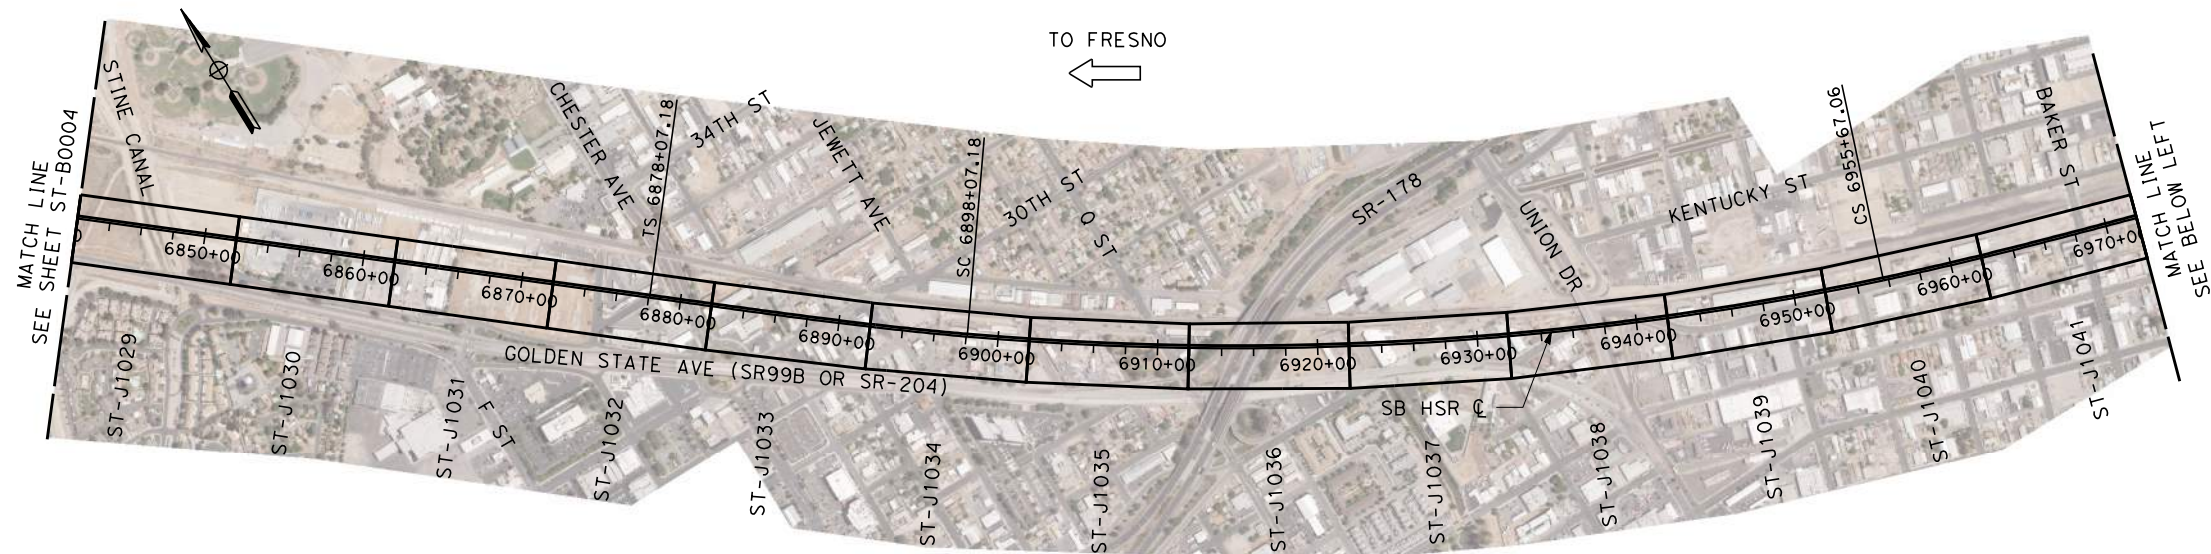 TO FRESNO
MATCH LINE
SEE SHEET ST-B0004
STINE CANAL
CHESTER AVE
TS 6878+07.18
34TH ST
JEWETT AVE
SC 6898+07.18
30TH ST
Q ST
SR-178
UNION DR
KENTUCKY ST
CS 6955+67.06
BAKER ST
MATCH LINE
SEE BELOW LEFT
6850+00
6860+00
6870+00
6880+00
6890+00
6900+00
6910+00
6920+00
6930+00
6940+00
6950+00
6960+00
6970+00
GOLDEN STATE AVE (SR99B OR SR-204)
SB HSR ℄
F ST
ST-J1029
ST-J1030
ST-J1031
ST-J1032
ST-J1033
ST-J1034
ST-J1035
ST-J1036
ST-J1037
ST-J1038
ST-J1039
ST-J1040
ST-J1041